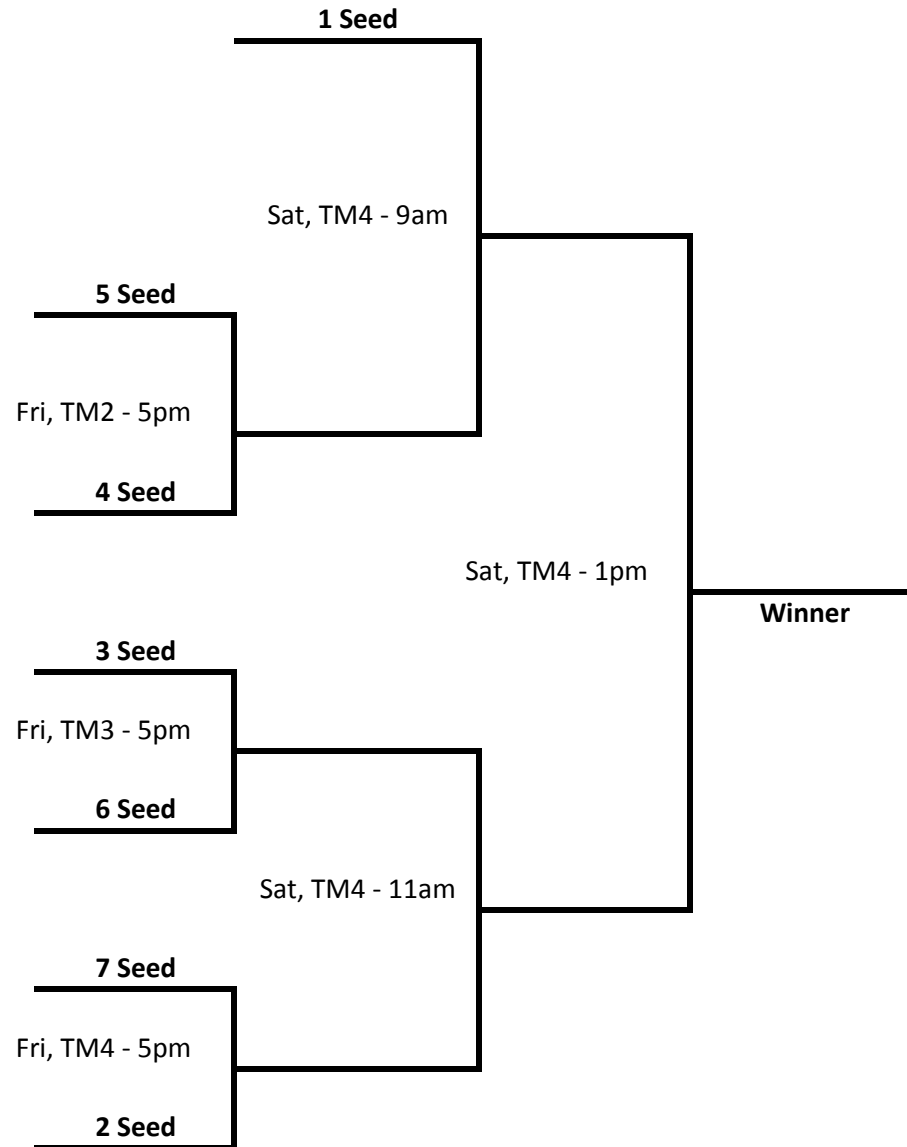 1 Seed
Sat, TM4 - 9am
5 Seed
Fri, TM2 - 5pm
4 Seed
Sat, TM4 - 1pm
Winner
3 Seed
Fri, TM3 - 5pm
6 Seed
Sat, TM4 - 11am
7 Seed
Fri, TM4 - 5pm
2 Seed